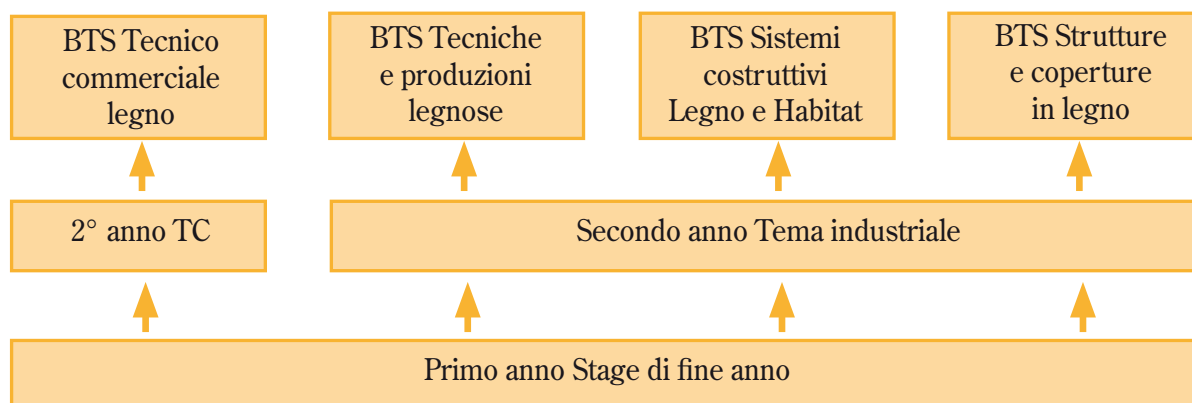 BTS Tecnico
commerciale
legno
BTS Tecniche
e produzioni
legnose
BTS Sistemi
costruttivi
Legno e Habitat
BTS Strutture
e coperture
in legno
2° anno TC
Secondo anno Tema industriale
Primo anno Stage di fine anno